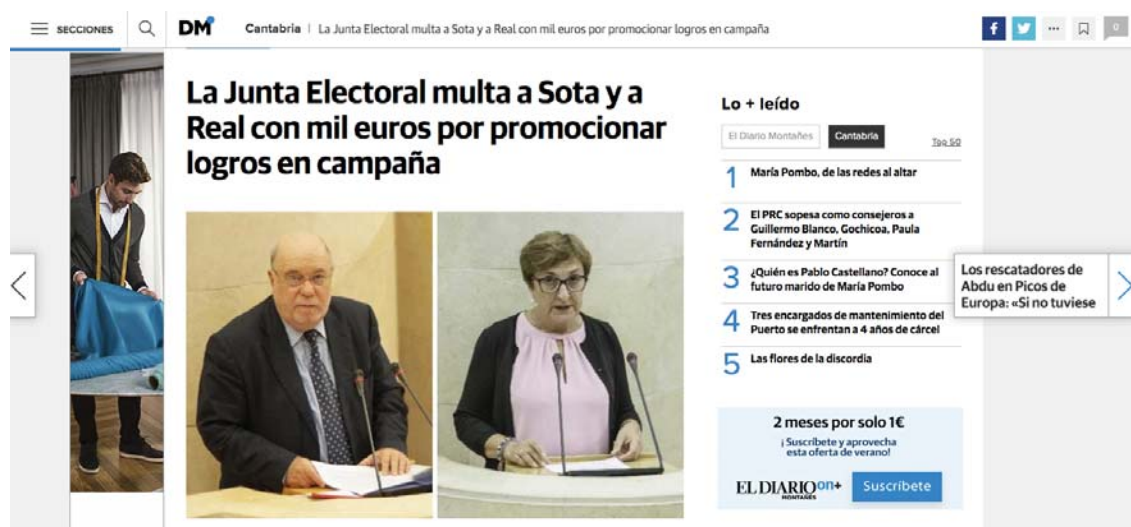 SECCIONES
DM
Cantabria | La Junta Electoral multa a Sota y a Real con mil euros por promocionar logros en campaña
f
0
La Junta Electoral multa a Sota y a
Real con mil euros por promocionar
logros en campaña
Lo + leído
El Diario Montañes
Cantabria
Top 50
1
María Pombo, de las redes al altar
2
El PRC sopesa como consejeros a
Guillermo Blanco, Gochicoa, Paula
Fernández y Martín
3
¿Quién es Pablo Castellano? Conoce al
futuro marido de María Pombo
4
Tres encargados de mantenimiento del
Puerto se enfrentan a 4 años de cárcel
5
Las flores de la discordia
Los rescatadores de
Abdu en Picos de
Europa: «Si no tuviese
2 meses por solo 1€
¡ Suscríbete y aprovecha
esta oferta de verano!
EL DIARIO on+
MONTAÑÉS
Suscríbete